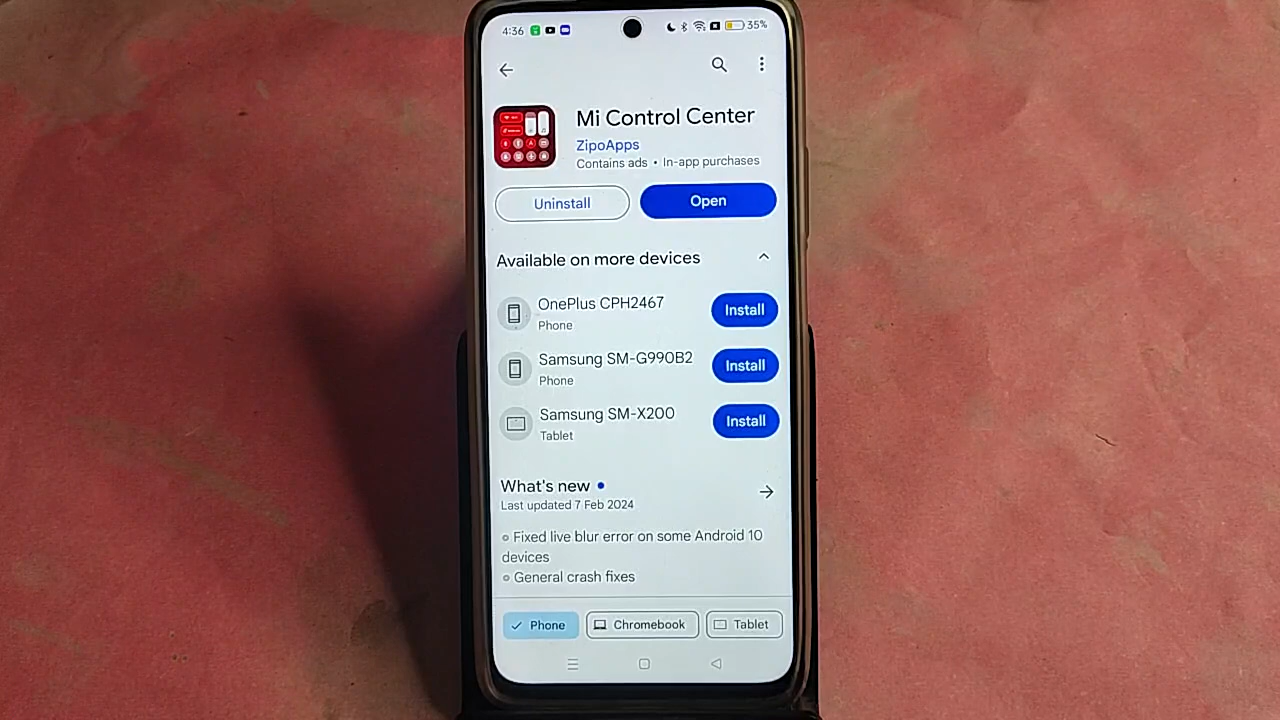 4:36 35%
Mi Control Center
ZipoApps
Contains ads • In-app purchases
Uninstall
Open
Available on more devices
OnePlus CPH2467
Phone
Install
Samsung SM-G990B2
Phone
Install
Samsung SM-X200
Tablet
Install
What's new
Last updated 7 Feb 2024
Fixed live blur error on some Android 10
devices
General crash fixes
Phone
Chromebook
Tablet